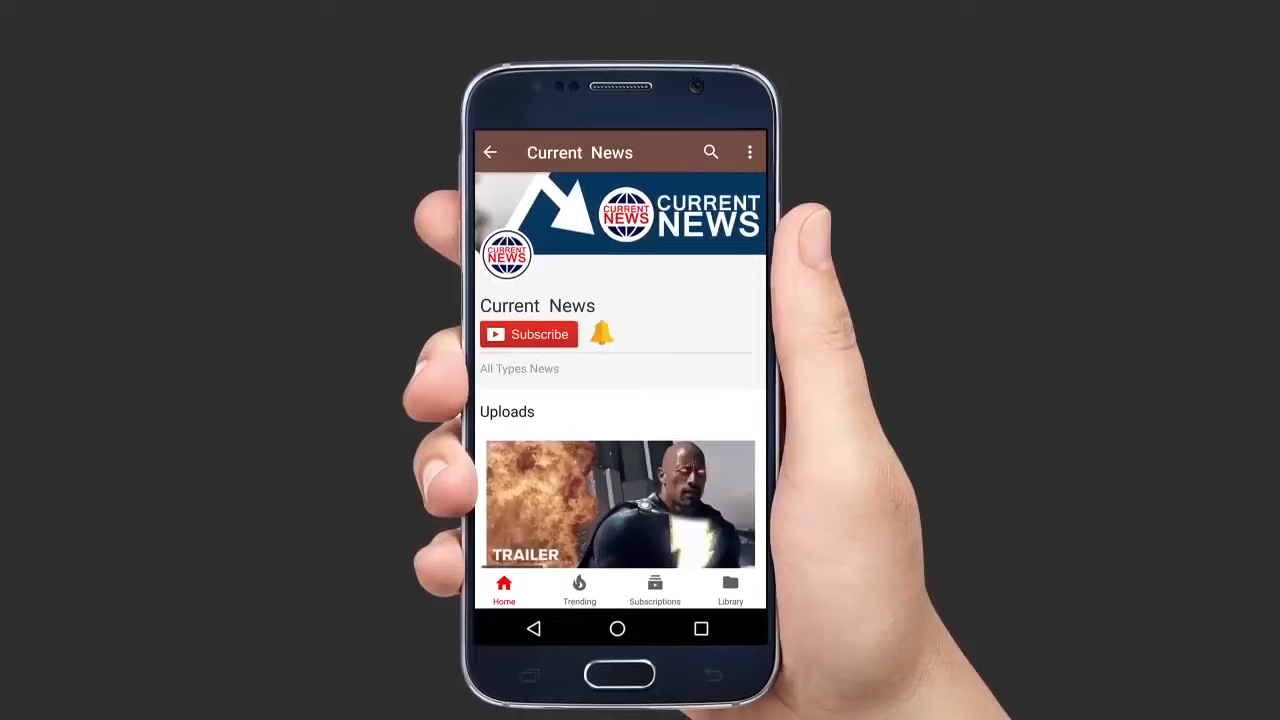 Current News
CURRENT
NEWS
CURRENT
NEWS
CURRENT
NEWS
Current News
Subscribe
All Types News
Uploads
TRAILER
Home
Trending
Subscriptions
Library